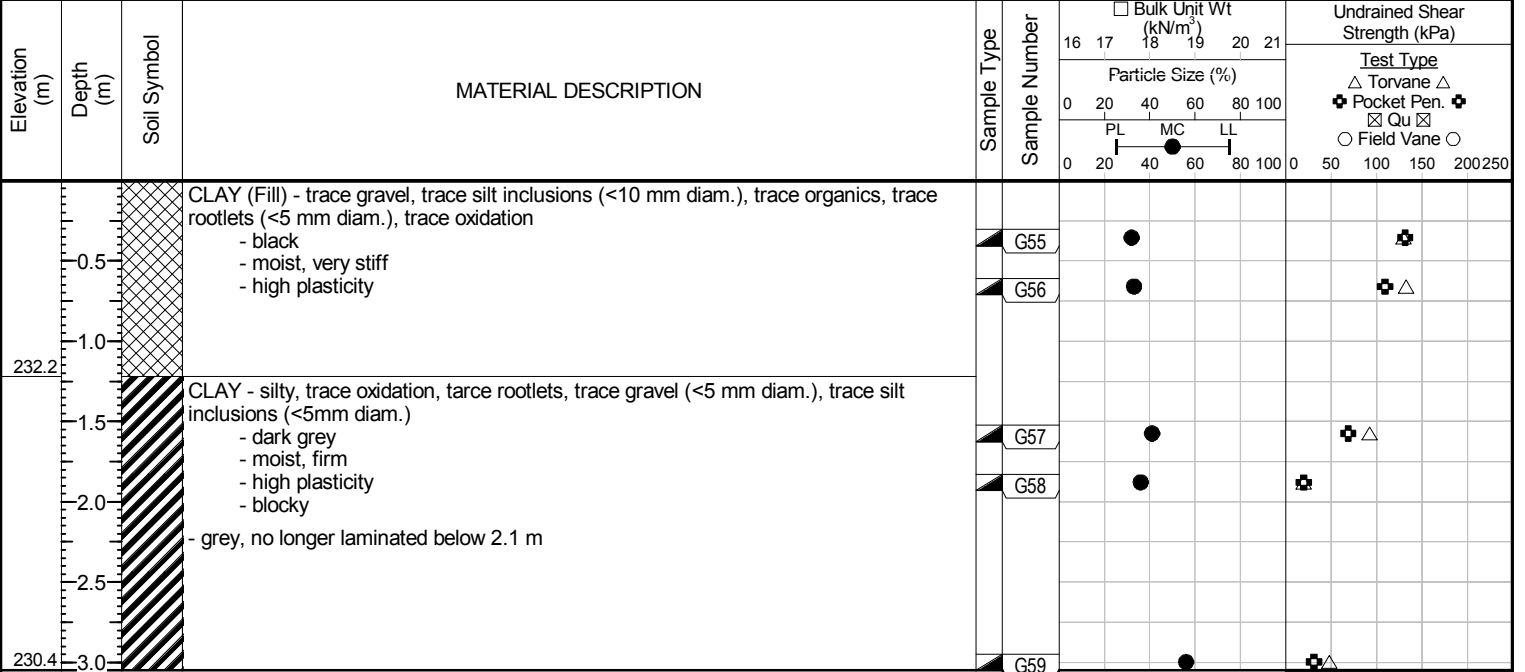 Elevation
(m)
Depth
(m)
Soil Symbol
MATERIAL DESCRIPTION
Sample Type
Sample Number
Bulk Unit Wt
(kN/m³)
16 17 18 19 20 21
Particle Size (%)
0 20 40 60 80 100
PL MC LL
0 20 40 60 80 100
Undrained Shear
Strength (kPa)
Test Type
△ Torvane △
Pocket Pen.
☒ Qu ☒
○ Field Vane ○
0 50 100 150 200 250
CLAY (Fill) - trace gravel, trace silt inclusions (<10 mm diam.), trace organics, trace
rootlets (<5 mm diam.), trace oxidation
- black
- moist, very stiff
- high plasticity
G55
0.5
G56
1.0
232.2
CLAY - silty, trace oxidation, tarce rootlets, trace gravel (<5 mm diam.), trace silt
inclusions (<5mm diam.)
- dark grey
- moist, firm
- high plasticity
- blocky
1.5
G57
G58
2.0
- grey, no longer laminated below 2.1 m
2.5
230.4
3.0
G59